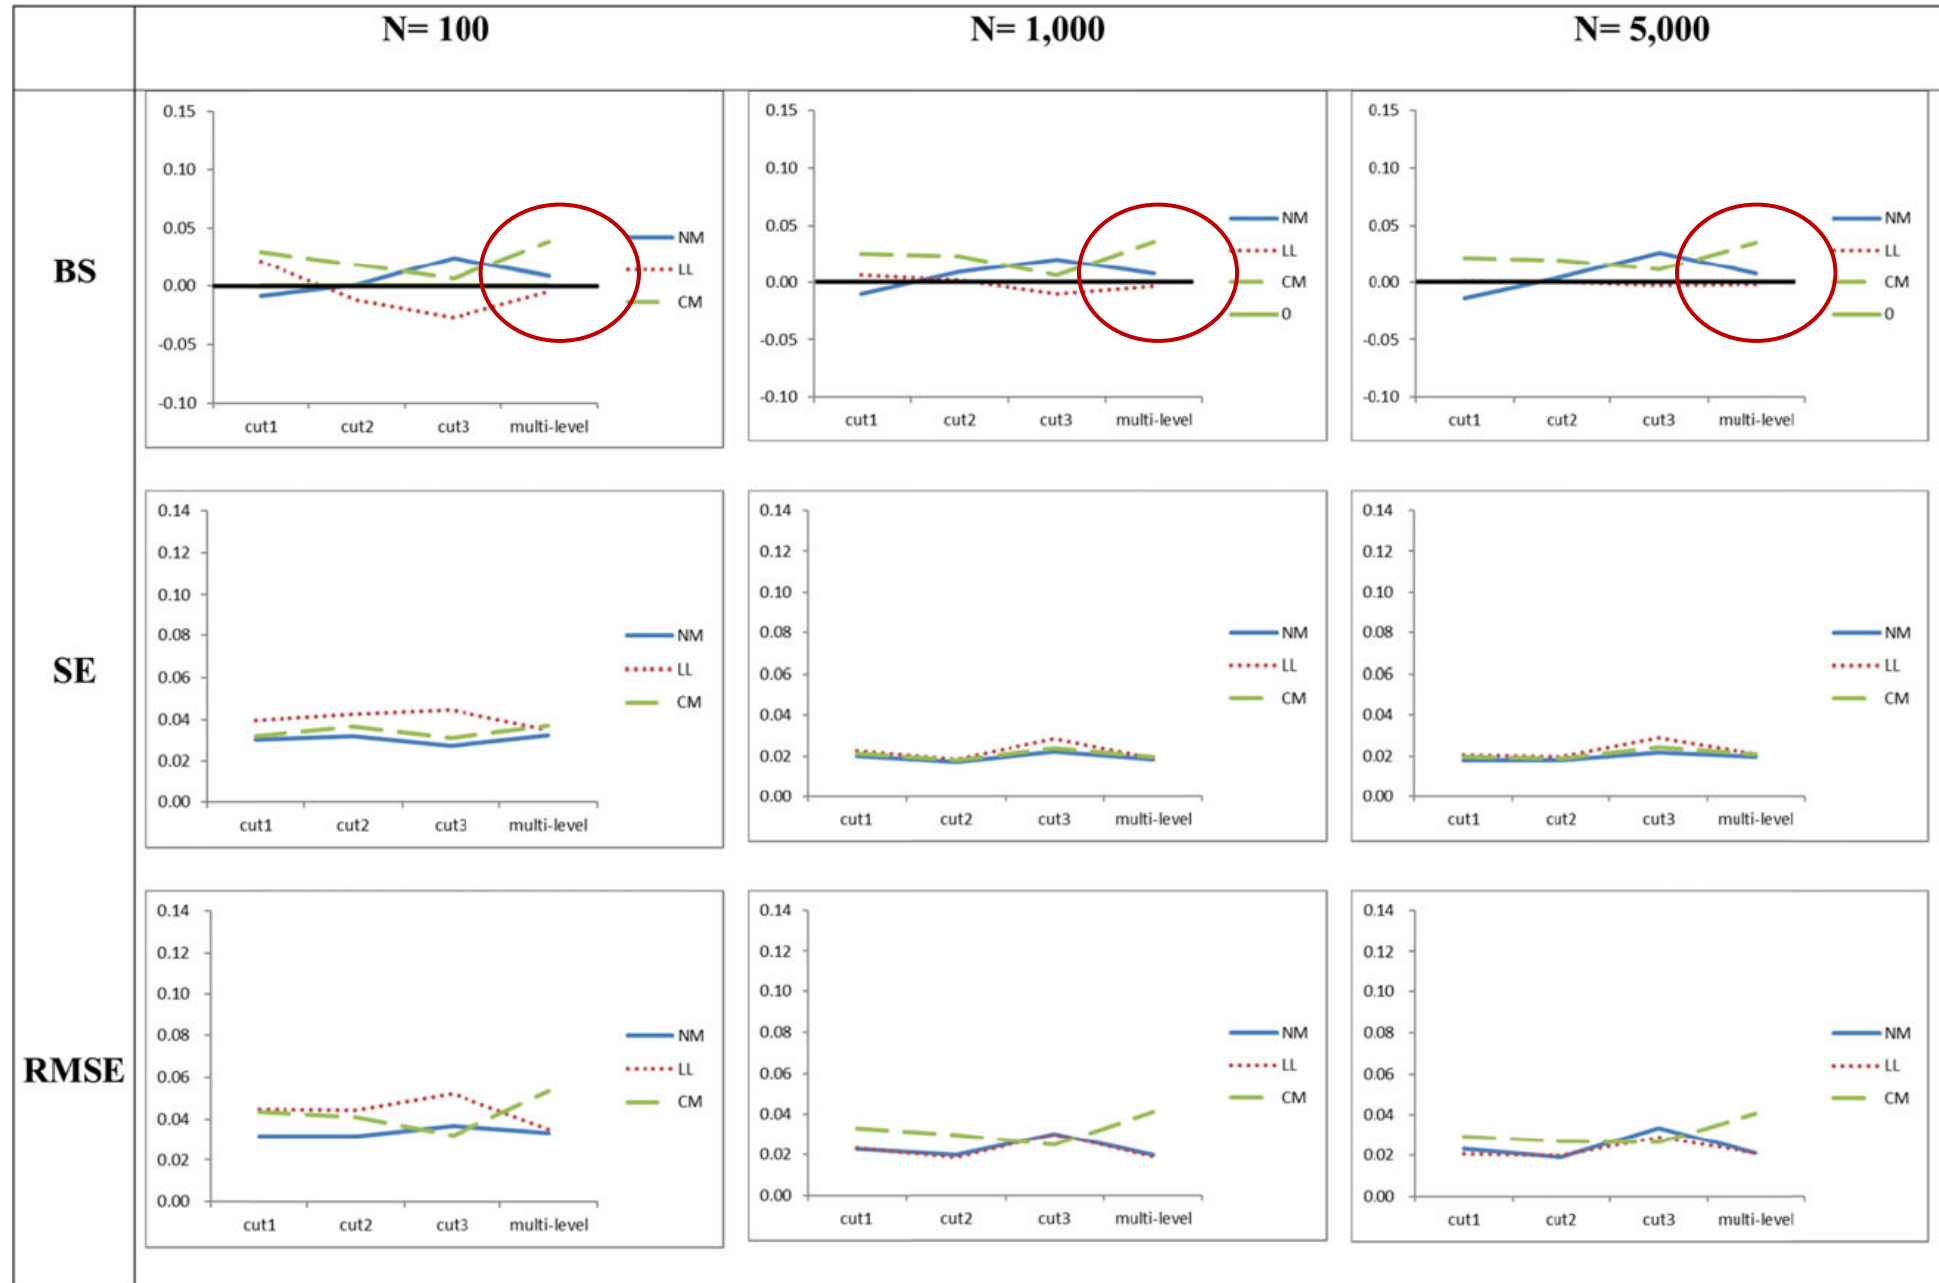 N= 100 N= 1,000 N= 5,000
BS
0.15
0.10
0.05
0.00
-0.05
-0.10
cut1 cut2 cut3 multi-level
NM
LL
CM
0.15
0.10
0.05
0.00
-0.05
-0.10
cut1 cut2 cut3 multi-level
NM
LL
CM
0
0.15
0.10
0.05
0.00
-0.05
-0.10
cut1 cut2 cut3 multi-level
NM
LL
CM
0
SE
0.14
0.12
0.10
0.08
0.06
0.04
0.02
0.00
cut1 cut2 cut3 multi-level
NM
LL
CM
0.14
0.12
0.10
0.08
0.06
0.04
0.02
0.00
cut1 cut2 cut3 multi-level
NM
LL
CM
0.14
0.12
0.10
0.08
0.06
0.04
0.02
0.00
cut1 cut2 cut3 multi-level
NM
LL
CM
RMSE
0.14
0.12
0.10
0.08
0.06
0.04
0.02
0.00
cut1 cut2 cut3 multi-level
NM
LL
CM
0.14
0.12
0.10
0.08
0.06
0.04
0.02
0.00
cut1 cut2 cut3 multi-level
NM
LL
CM
0.14
0.12
0.10
0.08
0.06
0.04
0.02
0.00
cut1 cut2 cut3 multi-level
NM
LL
CM